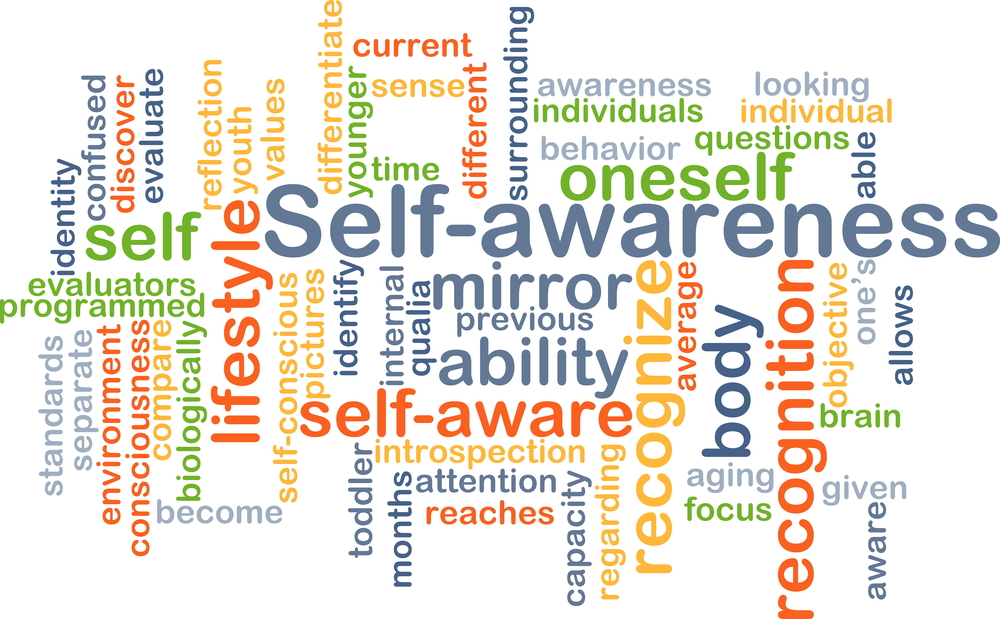 surrounding
differentiate
current
awareness
looking
sense
different
younger
individuals
individual
reflection
youth
values
confused
discover
evaluate
behavior
questions
time
able
identity
oneself
Self-awareness
self
lifestyle
evaluators
programmed
identify
internal
qualia
mirror
previous
ability
recognize
average
body
recognition
objective
one's
allows
self-conscious
pictures
standards
separate
environment
consciousness
compare
biologically
self-aware
brain
introspection
attention
reaches
toddler
months
capacity
regarding
aging
focus
given
aware
become